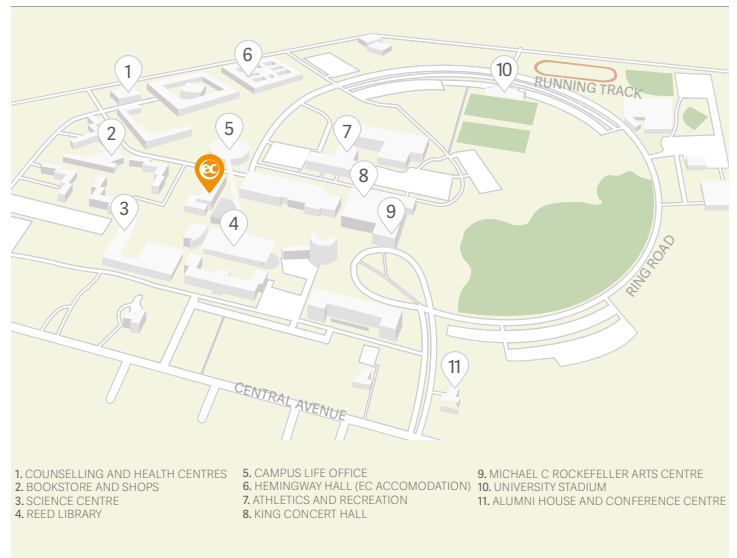 6
1
10
RUNNING TRACK
2
5
7
ec
8
3
4
9
RING ROAD
11
CENTRAL AVENUE
1. COUNSELLING AND HEALTH CENTRES
2. BOOKSTORE AND SHOPS
3. SCIENCE CENTRE
4. REED LIBRARY
5. CAMPUS LIFE OFFICE
6. HEMINGWAY HALL (EC ACCOMODATION)
7. ATHLETICS AND RECREATION
8. KING CONCERT HALL
9. MICHAEL C ROCKEFELLER ARTS CENTRE
10. UNIVERSITY STADIUM
11. ALUMNI HOUSE AND CONFERENCE CENTRE